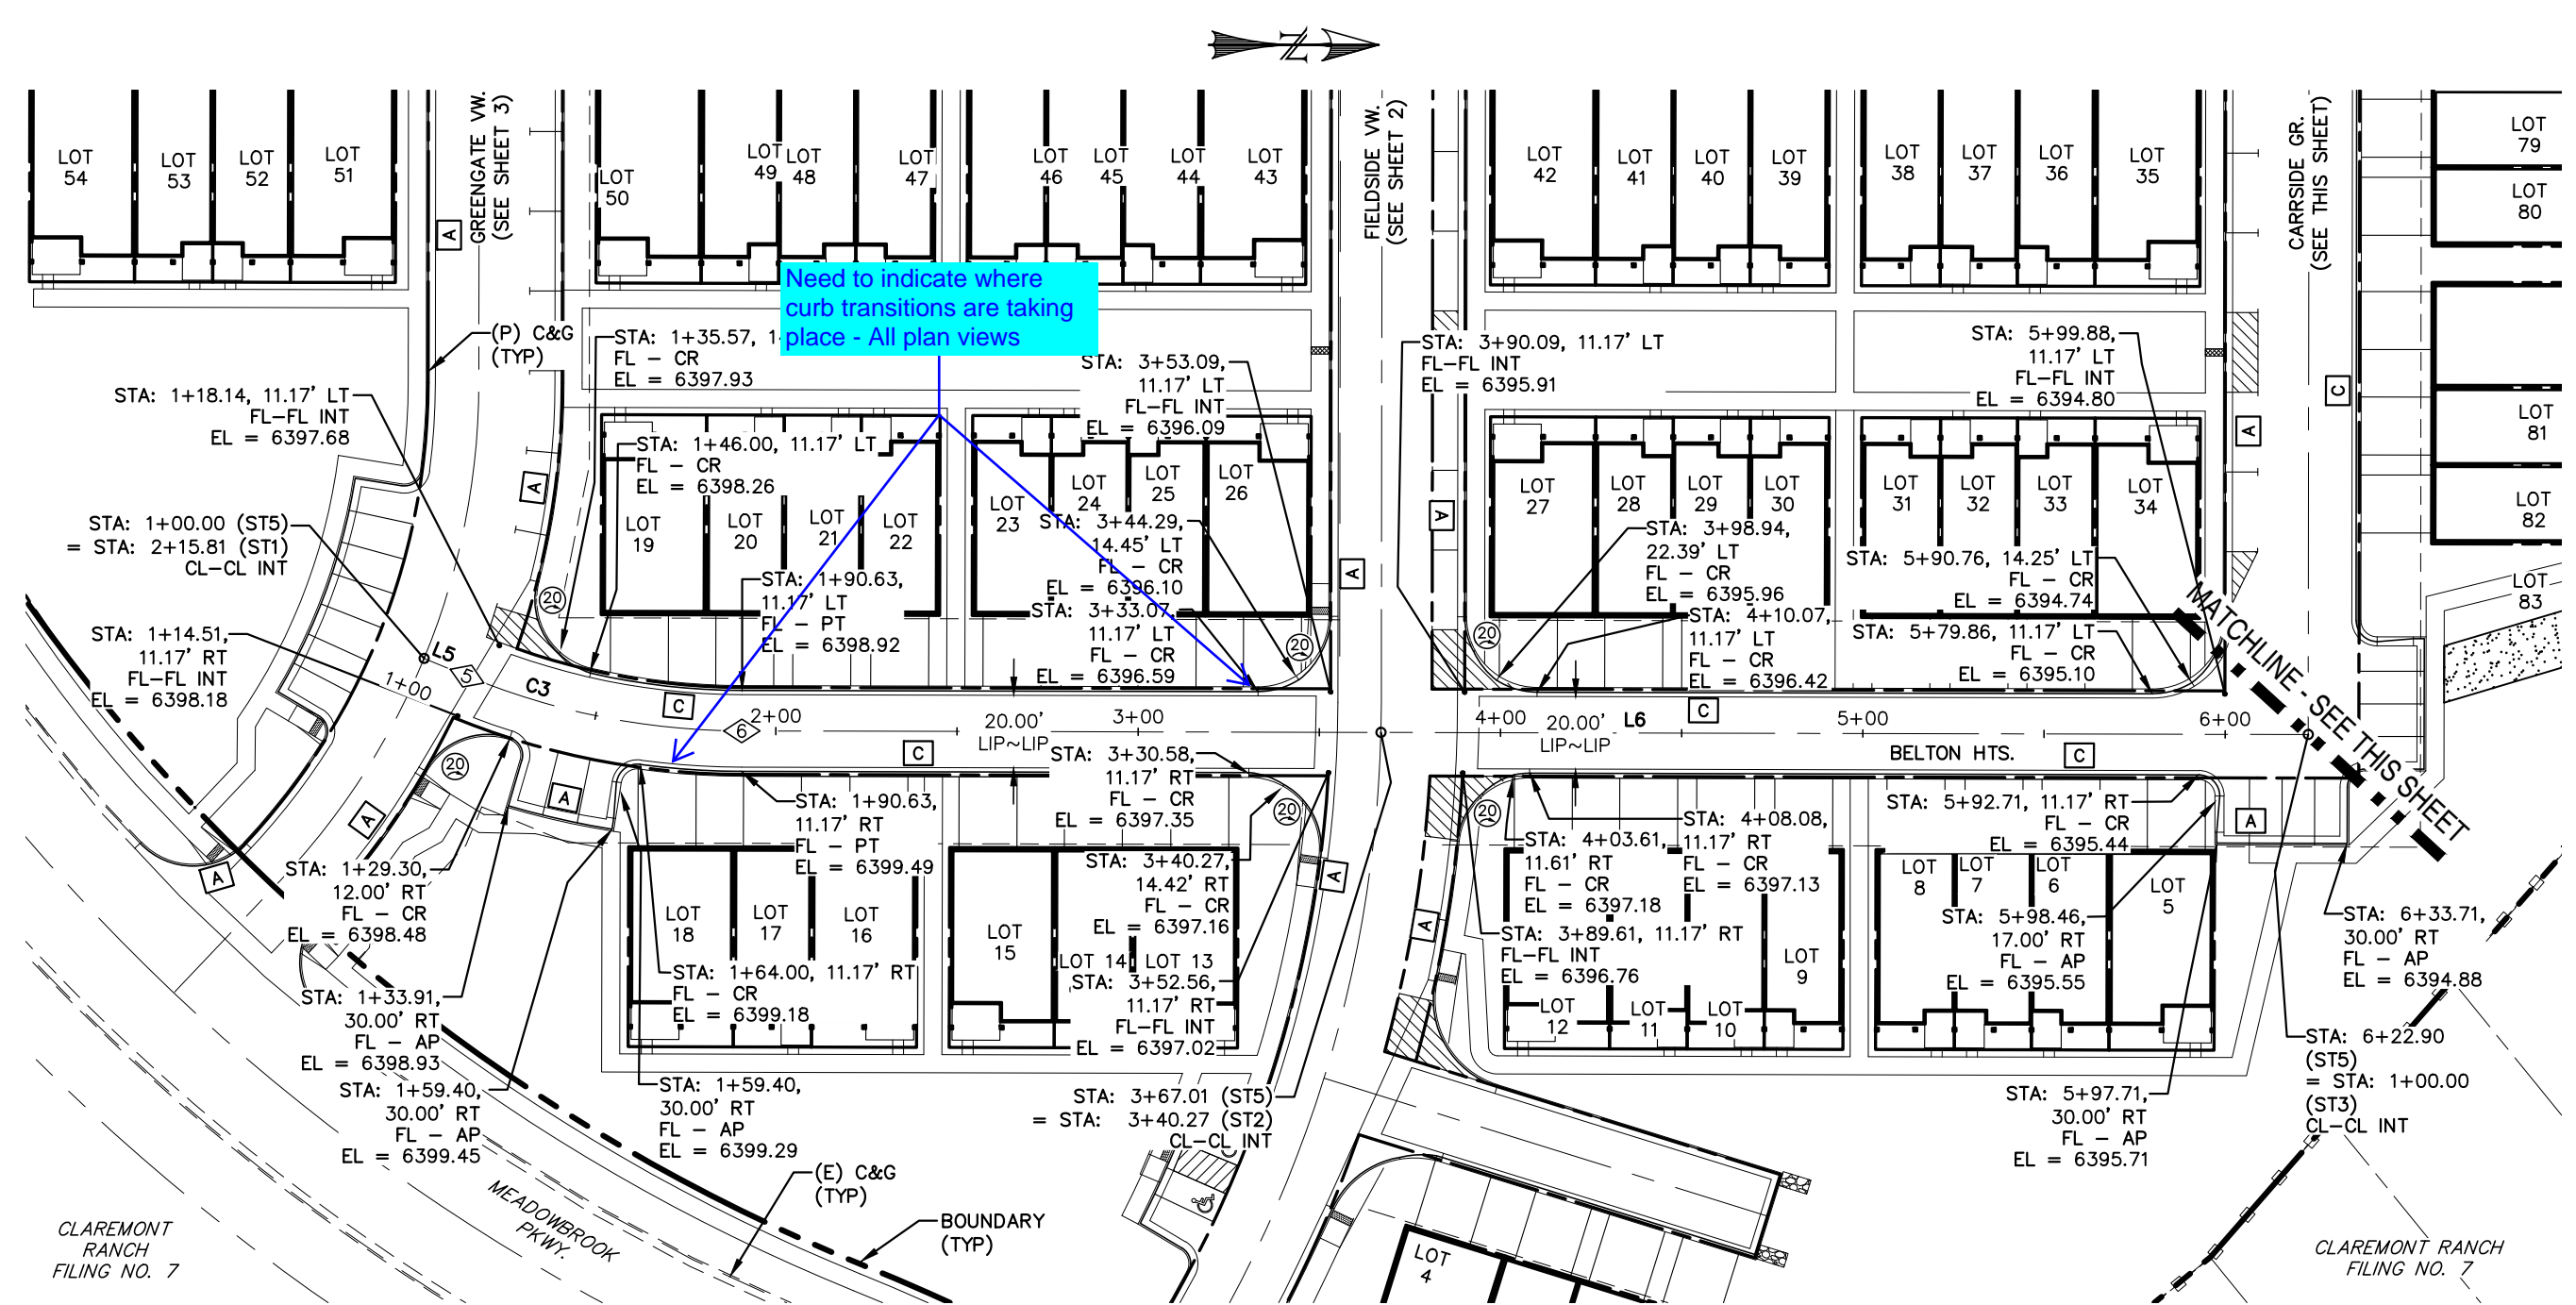 N
LOT
54
LOT
53
LOT
52
LOT
51
A
GREENGATE VW.
(SEE SHEET 3)
LOT
50
LOT
49
LOT
48
LOT
47
LOT
46
LOT
45
LOT
44
LOT
43
FIELDSIDE VW.
(SEE SHEET 2)
LOT
42
LOT
41
LOT
40
LOT
39
LOT
38
LOT
37
LOT
36
LOT
35
CARRSIDE GR.
(SEE THIS SHEET)
LOT
79
LOT
80
Need to indicate where
curb transitions are taking
place - All plan views
(P) C&G
(TYP)
STA: 1+35.57, 1
FL - CR
EL = 6397.93
STA: 3+53.09,
11.17' LT
FL-FL INT
EL = 6396.09
STA: 3+90.09, 11.17' LT
FL-FL INT
EL = 6395.91
STA: 5+99.88,
11.17' LT
FL-FL INT
EL = 6394.80
C
A
LOT
81
LOT
82
LOT
83
STA: 1+18.14, 11.17' LT
FL-FL INT
EL = 6397.68
STA: 1+46.00, 11.17' LT
FL - CR
EL = 6398.26
A
LOT
19
LOT
20
LOT
21
LOT
22
LOT
23
LOT
24
LOT
25
LOT
26
A
A
LOT
27
LOT
28
LOT
29
LOT
30
LOT
31
LOT
32
LOT
33
LOT
34
STA: 1+00.00 (ST5)
= STA: 2+15.81 (ST1)
CL-CL INT
STA: 3+44.29,
14.45' LT
FL - CR
EL = 6396.10
STA: 3+98.94,
22.39' LT
FL - CR
EL = 6395.96
STA: 5+90.76, 14.25' LT
FL - CR
EL = 6394.74
20
STA: 1+90.63,
11.17' LT
FL - PT
EL = 6398.92
STA: 3+33.07,
11.17' LT
FL - CR
EL = 6396.59
20
20
STA: 4+10.07,
11.17' LT
FL - CR
EL = 6396.42
STA: 5+79.86, 11.17' LT
FL - CR
EL = 6395.10
MATCHLINE - SEE THIS SHEET
STA: 1+14.51,
11.17' RT
FL-FL INT
EL = 6398.18
L5
5
1+00
C3
C
6
2+00
C
20.00'
LIP~LIP
3+00
4+00
20.00'
LIP~LIP
L6
C
5+00
BELTON HTS.
C
6+00
20
A
A
A
STA: 1+90.63,
11.17' RT
FL - PT
EL = 6399.49
STA: 3+30.58,
11.17' RT
FL - CR
EL = 6397.35
20
A
20
STA: 4+03.61,
11.61' RT
FL - CR
EL = 6397.18
STA: 4+08.08,
11.17' RT
FL - CR
EL = 6397.13
STA: 5+92.71, 11.17' RT
FL - CR
EL = 6395.44
A
STA: 1+29.30,
12.00' RT
FL - CR
EL = 6398.48
LOT
18
LOT
17
LOT
16
LOT
15
STA: 3+40.27,
14.42' RT
FL - CR
EL = 6397.16
LOT 14
LOT 13
A
STA: 3+89.61, 11.17' RT
FL-FL INT
EL = 6396.76
LOT
9
LOT
8
LOT
7
LOT
6
LOT
5
STA: 5+98.46,
17.00' RT
FL - AP
EL = 6395.55
STA: 6+33.71,
30.00' RT
FL - AP
EL = 6394.88
STA: 1+33.91,
30.00' RT
FL - AP
EL = 6398.93
STA: 1+64.00, 11.17' RT
FL - CR
EL = 6399.18
STA: 3+52.56,
11.17' RT
FL-FL INT
EL = 6397.02
LOT
12
LOT
11
LOT
10
STA: 1+59.40,
30.00' RT
FL - AP
EL = 6399.45
STA: 1+59.40,
30.00' RT
FL - AP
EL = 6399.29
STA: 3+67.01 (ST5)
= STA: 3+40.27 (ST2)
CL-CL INT
STA: 5+97.71,
30.00' RT
FL - AP
EL = 6395.71
STA: 6+22.90
(ST5)
= STA: 1+00.00
(ST3)
CL-CL INT
(E) C&G
(TYP)
BOUNDARY
(TYP)
MEADOWBROOK
PKWY.
CLAREMONT
RANCH
FILING NO. 7
LOT
4
CLAREMONT RANCH
FILING NO. 7